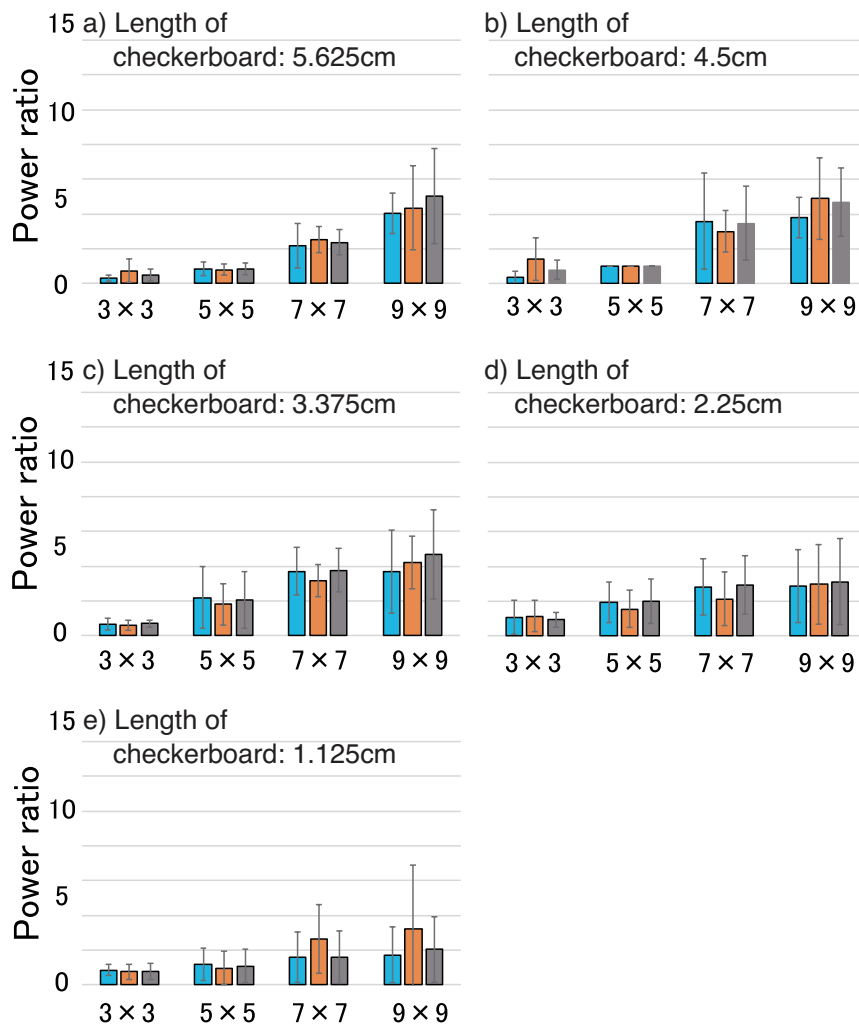 15 a) Length of
checkerboard: 5.625cm
10
Power ratio
5
0
3×3 5×5 7×7 9×9
b) Length of
checkerboard: 4.5cm
3×3 5×5 7×7 9×9
15 c) Length of
checkerboard: 3.375cm
10
Power ratio
5
0
3×3 5×5 7×7 9×9
d) Length of
checkerboard: 2.25cm
3×3 5×5 7×7 9×9
15 e) Length of
checkerboard: 1.125cm
10
Power ratio
5
0
3×3 5×5 7×7 9×9